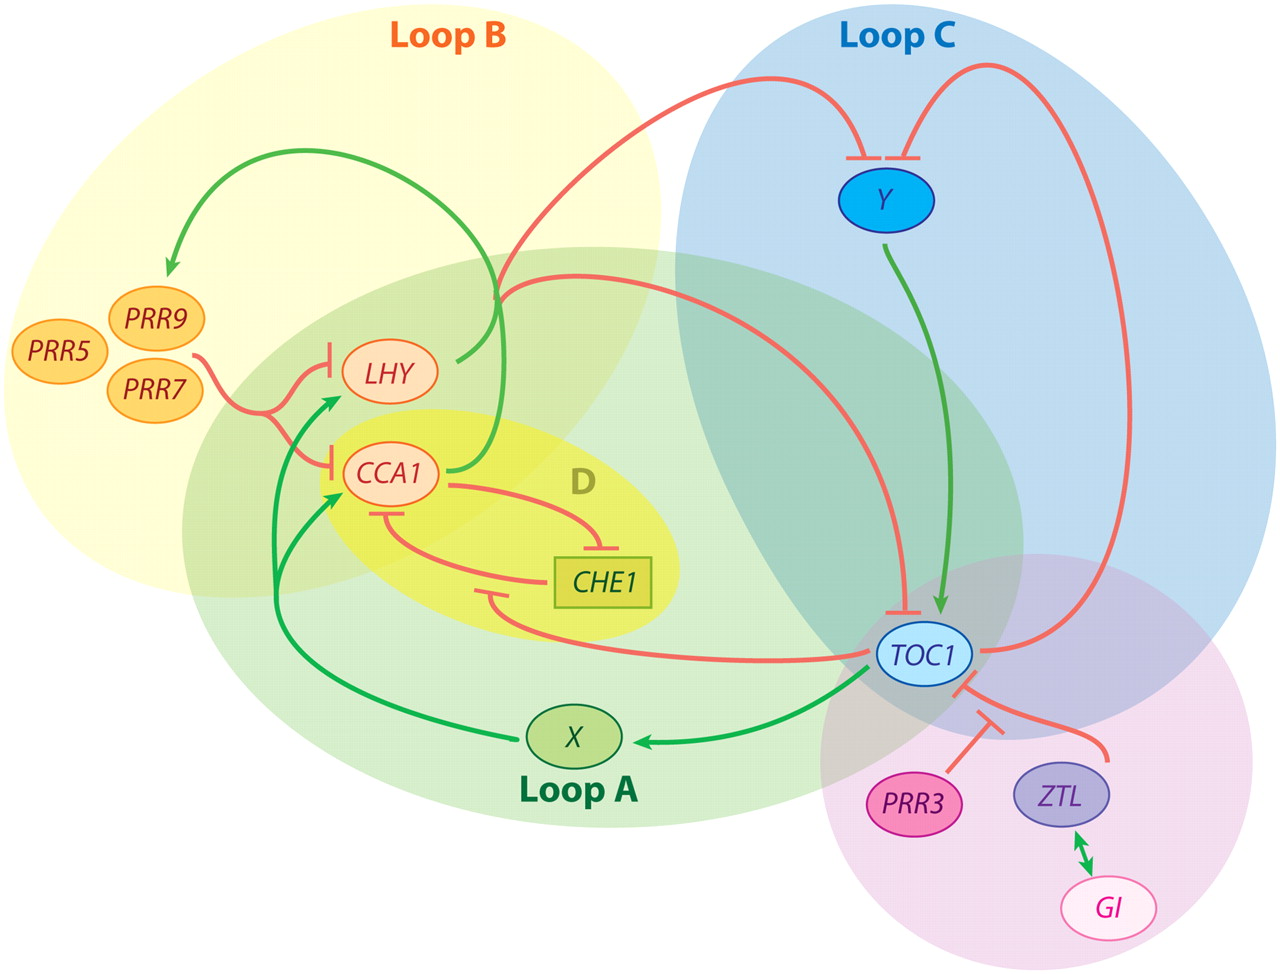 Loop B
Loop C
Y
PRR9
PRR5
PRR7
LHY
CCA1
D
CHE1
TOC1
X
Loop A
PRR3
ZTL
GI